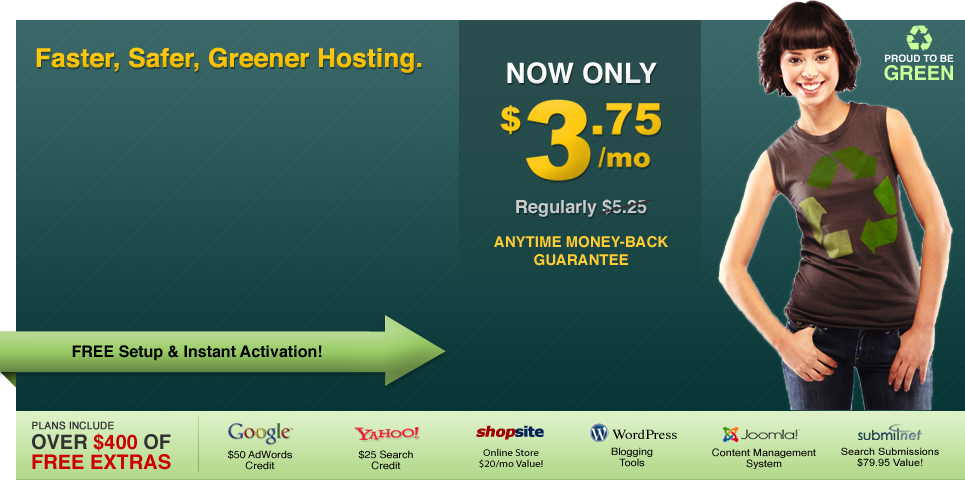 Faster, Safer, Greener Hosting.
NOW ONLY
$3.75
/mo
Regularly $5.25
ANYTIME MONEY-BACK
GUARANTEE
PROUD TO BE
GREEN
FREE Setup & Instant Activation!
PLANS INCLUDE
OVER $400 OF
FREE EXTRAS
Google
$50 AdWords
Credit
YAHOO!
$25 Search
Credit
shopsite
Online Store
$20/mo Value!
WordPress
Blogging
Tools
Joomla!
Content Management
System
submitnet
Search Submissions
$79.95 Value!